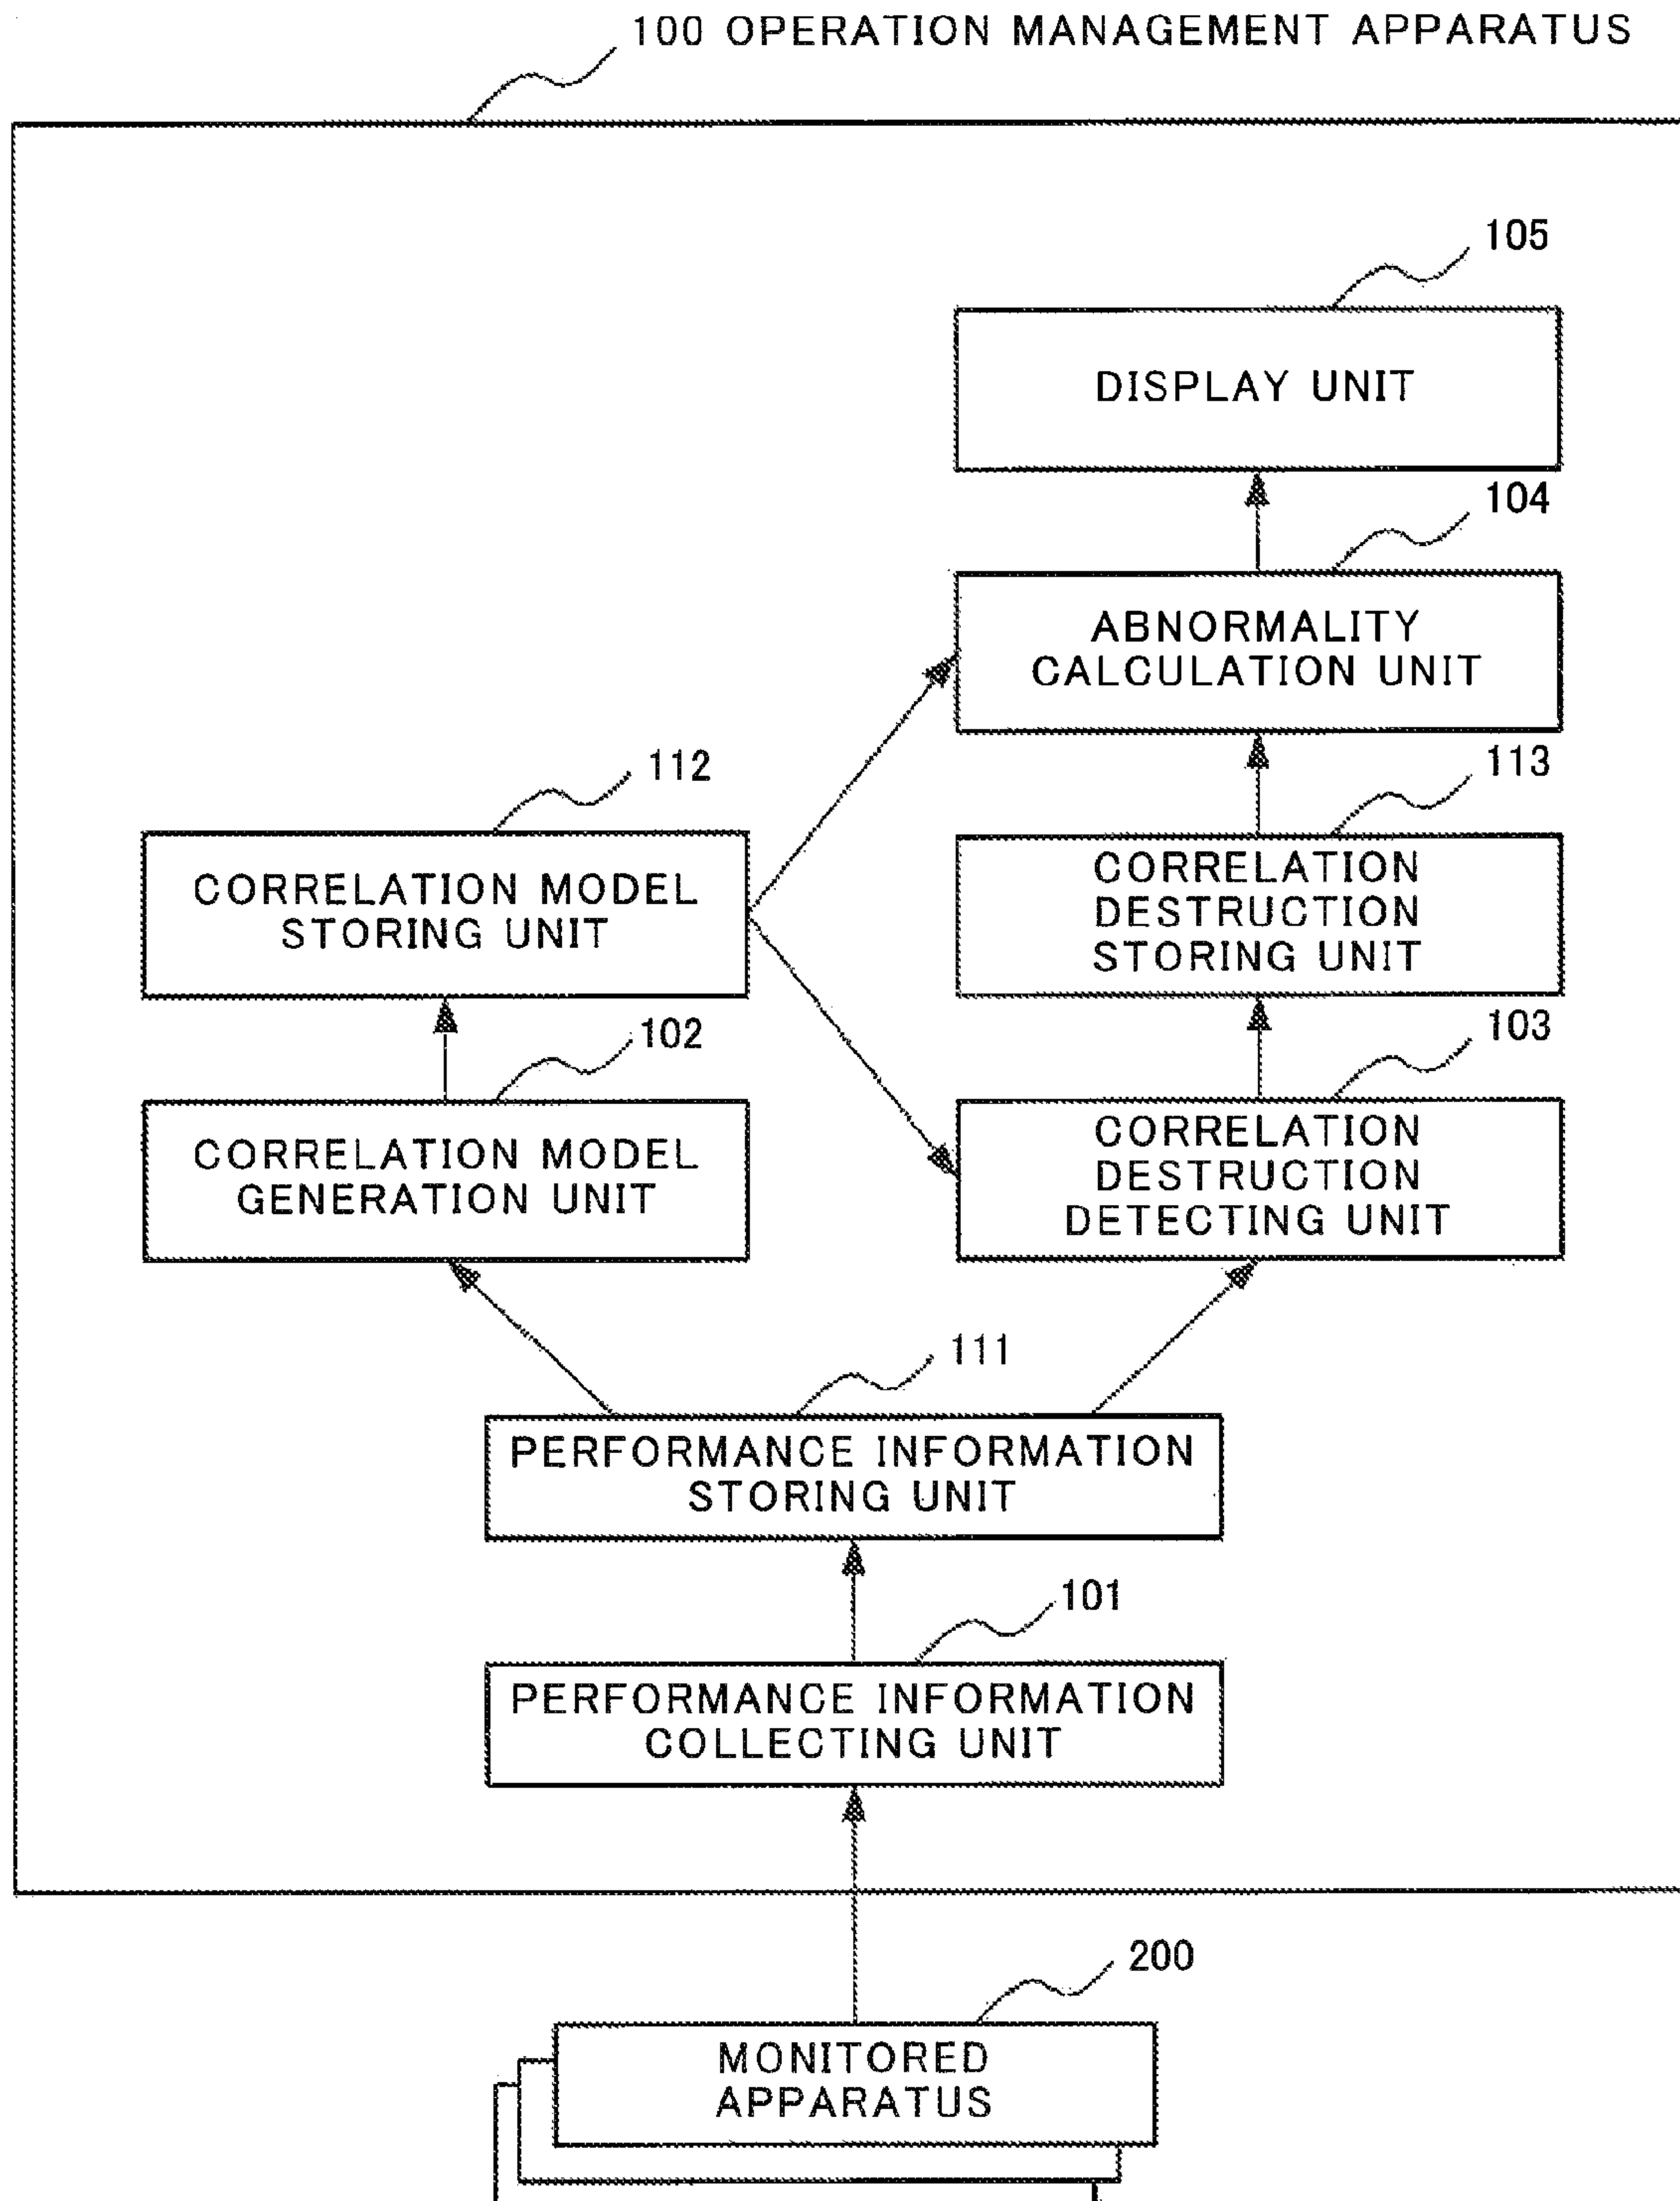 100 OPERATION MANAGEMENT APPARATUS
105
DISPLAY UNIT
104
ABNORMALITY
CALCULATION UNIT
112
113
CORRELATION MODEL
STORING UNIT
CORRELATION
DESTRUCTION
STORING UNIT
102
103
CORRELATION MODEL
GENERATION UNIT
CORRELATION
DESTRUCTION
DETECTING UNIT
111
PERFORMANCE INFORMATION
STORING UNIT
101
PERFORMANCE INFORMATION
COLLECTING UNIT
200
MONITORED
APPARATUS